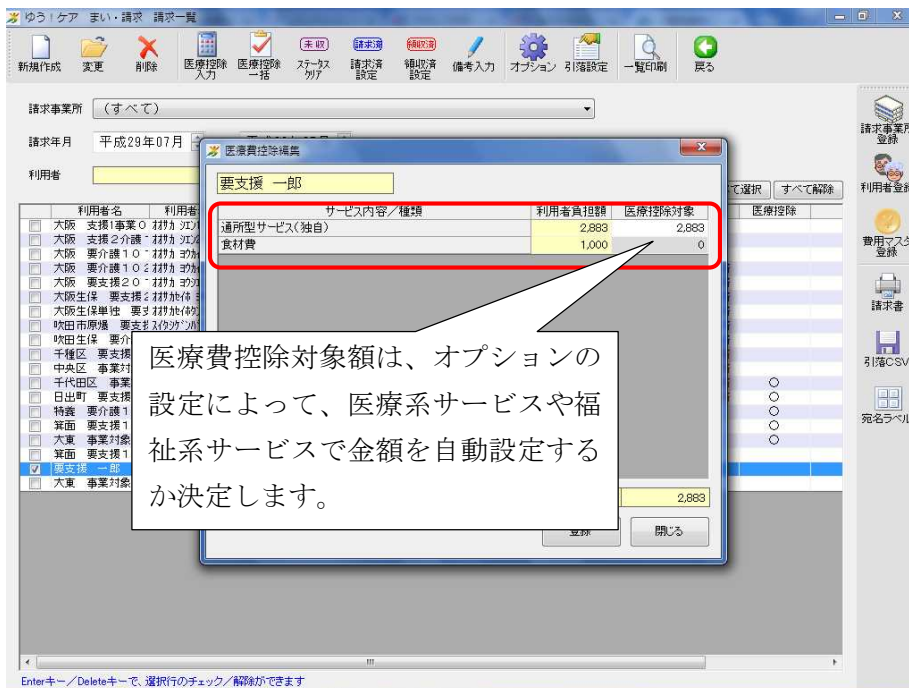 ゆう！ケア まい・請求 請求一覧
新規作成 変更 削除 医療控除入力 医療控除一括 未収 ステータスクリア 請求済 請求済設定 領収済 領収済設定 備考入力 オプション 引落設定 一覧印刷 戻る
請求事業所 (すべて)
請求年月 平成29年07月
利用者
て選択 すべて解除
利用者名 利用者 医療控除
大阪 支援1事業0
大阪 支援2介護
大阪 要介護10
大阪 要介護102
大阪 要支援20
大阪生保 要支援2
大阪生保単独 要支
吹田市原爆 要支
吹田生保 要介
千種区 要支援
中央区 事業対
千代田区 事業 ○
日出町 要支援 ○
特養 要介護1 ○
箕面 要支援1 ○
大東 事業対象 ○
箕面 要支援1
要支援 一郎
大東 事業対象
医療費控除編集
要支援 一郎
サービス内容／種類 利用者負担額 医療控除対象
通所型サービス(独自) 2,883 2,883
食材費 1,000 0
医療費控除対象額は、オプションの
設定によって、医療系サービスや福
祉系サービスで金額を自動設定する
か決定します。
2,883
登録 閉じる
請求事業所
登録
利用者登録
費用マスタ
登録
請求書
引落CSV
宛名ラベル
Enterキー／Deleteキーで、選択行のチェック／解除ができます